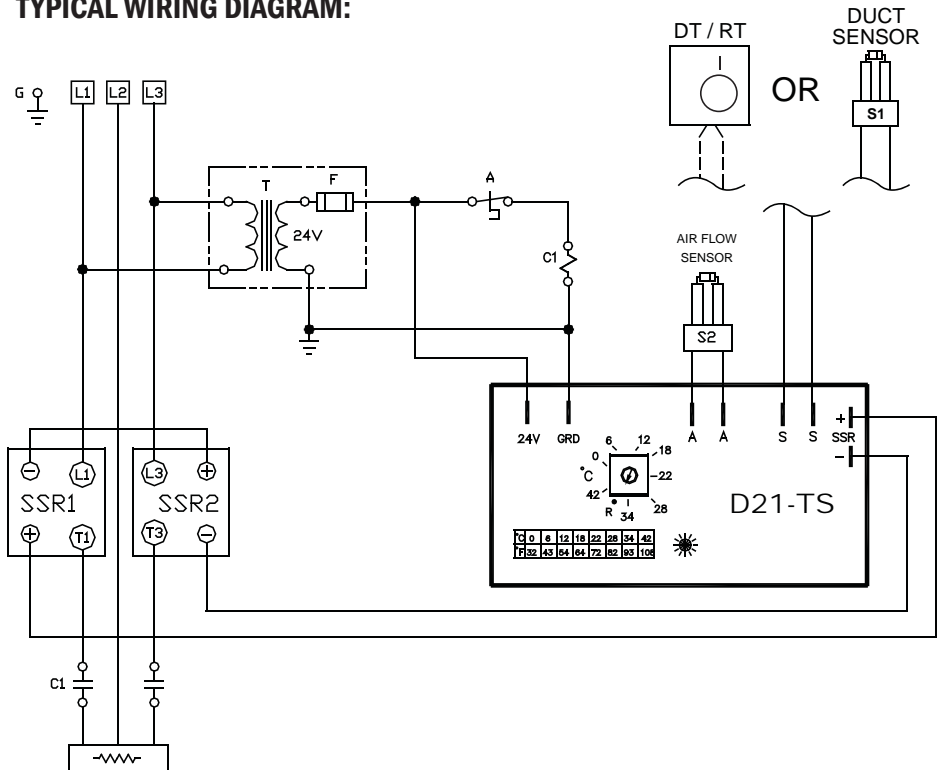 TYPICAL WIRING DIAGRAM:
DT / RT
OR
DUCT
SENSOR
S1
G
L1
L2
L3
T
F
24V
A
C1
AIR FLOW
SENSOR
S2
24V
GRD
A
A
S
S
+
SSR
-
0
6
12
18
22
28
34
42
°C
R
D21-TS
°C 0 6 12 18 22 28 34 42
°F 32 43 54 64 72 82 93 108
- L1
SSR1
+ T1
L3 +
SSR2
T3 -
C1